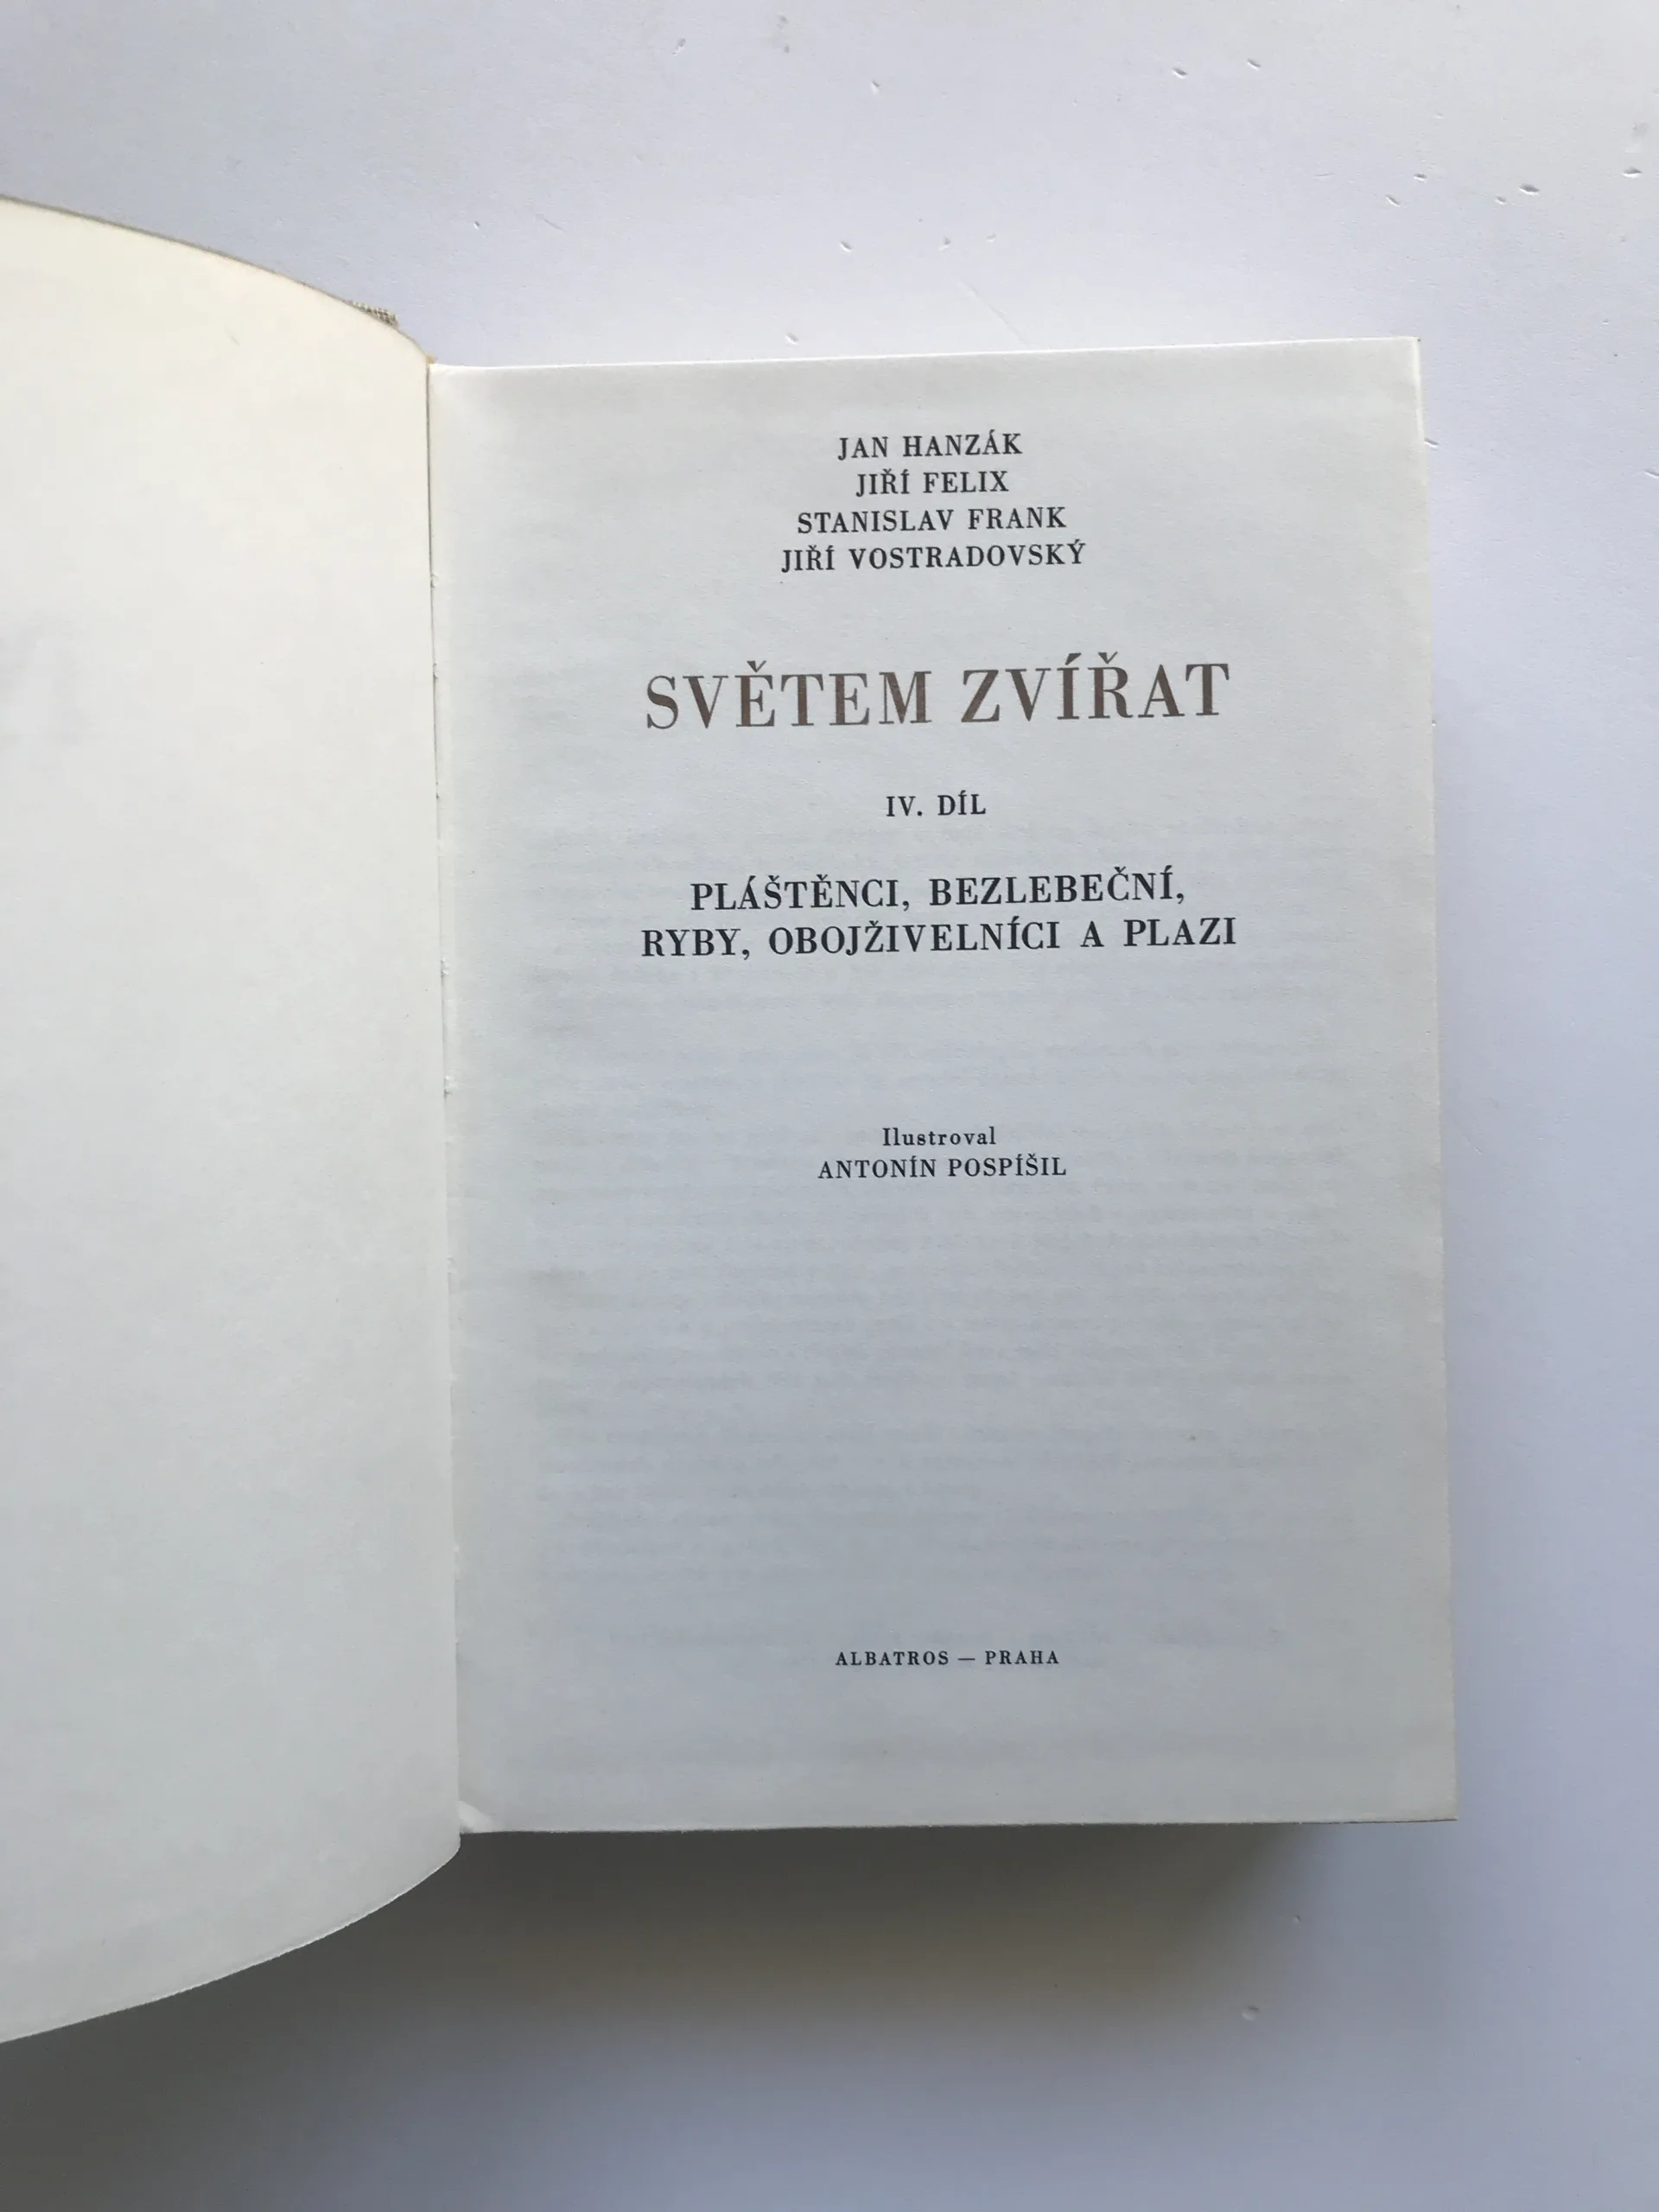 JAN HANZÁK
JIŘÍ FELIX
STANISLAV FRANK
JIŘÍ VOSTRADOVSKÝ
SVĚTEM ZVÍŘAT
IV. DÍL
PLÁŠTĚNCI, BEZLEBEČNÍ,
RYBY, OBOJŽIVELNÍCI A PLAZI
Ilustroval
ANTONÍN POSPÍŠIL
ALBATROS — PRAHA